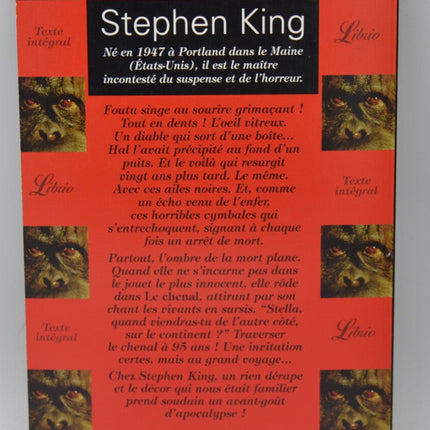 Stephen King
Texte
intégral
Né en 1947 à Portland dans le Maine
(États-Unis), il est le maître
incontesté du suspense et de l'horreur.
Librio
Foutu singe au sourire grimaçant !
Tout en dents ! L'oeil vitreux.
Un diable qui sort d'une boîte...
Hal l'avait précipité au fond d'un
puits. Et le voilà qui resurgit
vingt ans plus tard. Le même.
Avec ces ailes noires. Et, comme
un écho venu de l'enfer,
ces horribles cymbales qui
s'entrechoquent, signant à chaque
fois un arrêt de mort.
Librio
Texte
intégral
Partout, l'ombre de la mort plane.
Quand elle ne s'incarne pas dans
le jouet le plus innocent, elle rôde
dans Le chenal, attirant par son
chant les vivants en sursis. "Stella,
quand viendras-tu de l'autre côté,
sur le continent ?" Traverser
le chenal à 95 ans ! Une invitation
certes, mais au grand voyage...
Texte
intégral
Librio
Chez Stephen King, un rien dérape
et le décor qui nous était familier
prend soudain un avant-goût
d'apocalypse !